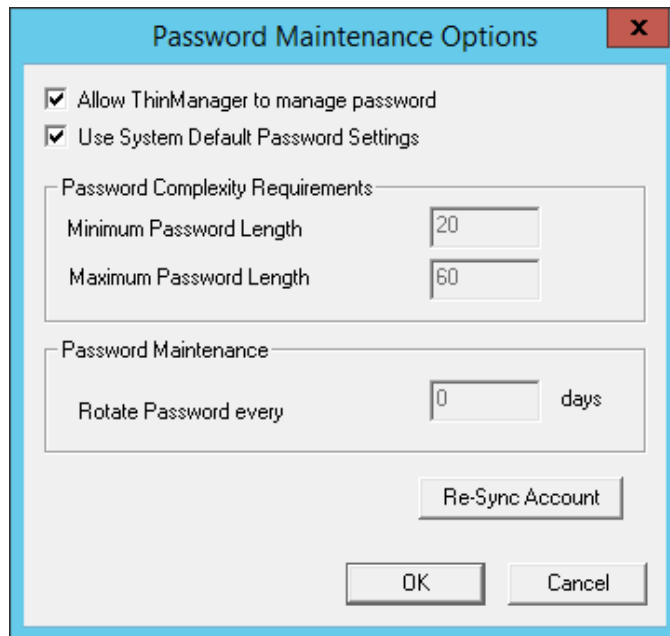 Password Maintenance Options
x
Allow ThinManager to manage password
Use System Default Password Settings
Password Complexity Requirements
Minimum Password Length 20
Maximum Password Length 60
Password Maintenance
Rotate Password every 0 days
Re-Sync Account
OK Cancel